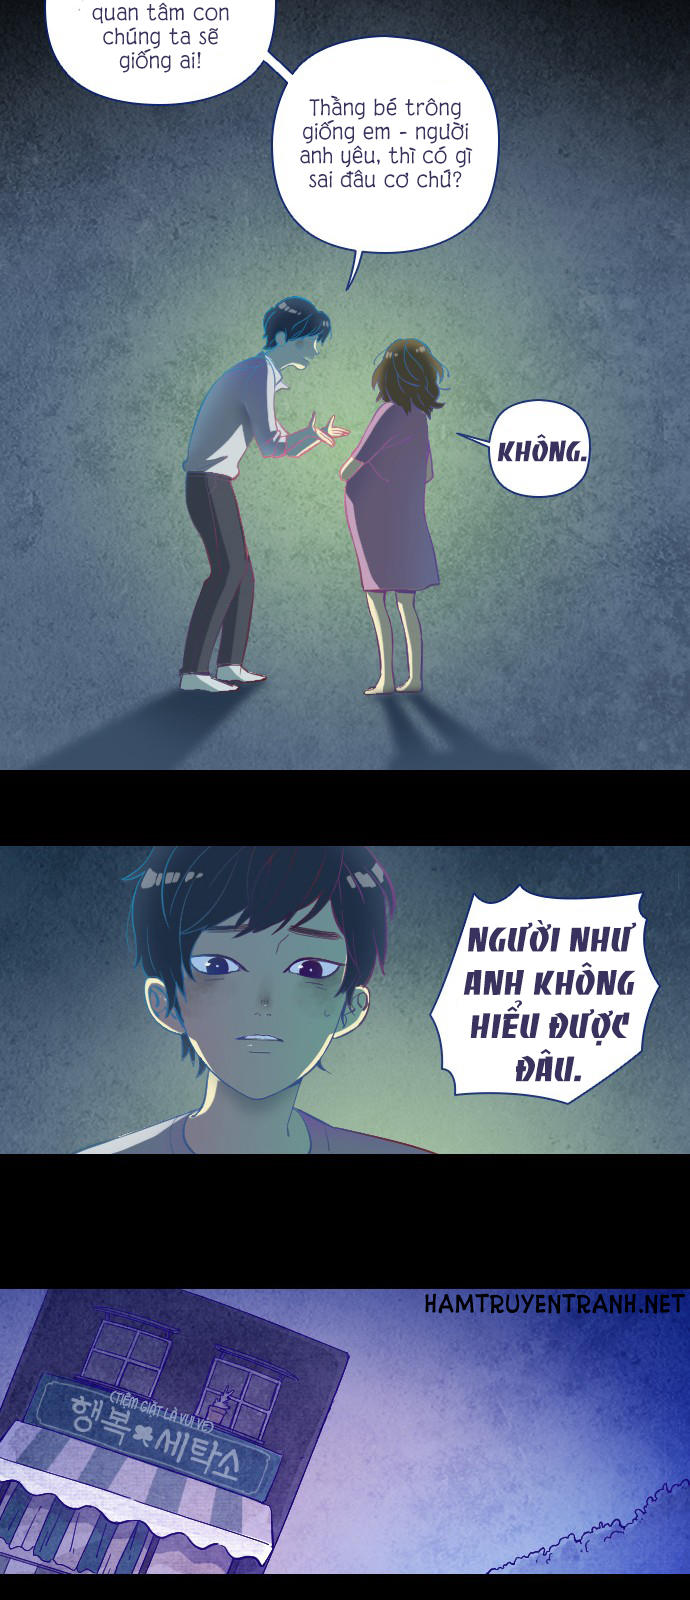 quan tâm con
chúng ta sẽ
giống ai!
Thằng bé trông
giống em - người
anh yêu, thì có gì
sai đâu cơ chứ?
KHÔNG.
NGƯỜI NHƯ
ANH KHÔNG
HIỂU ĐƯỢC
ĐÂU.
HAMTRUYENTRANH.NET
(TIỆM GIẶT LÀ VUI VẺ)
행복 세탁소